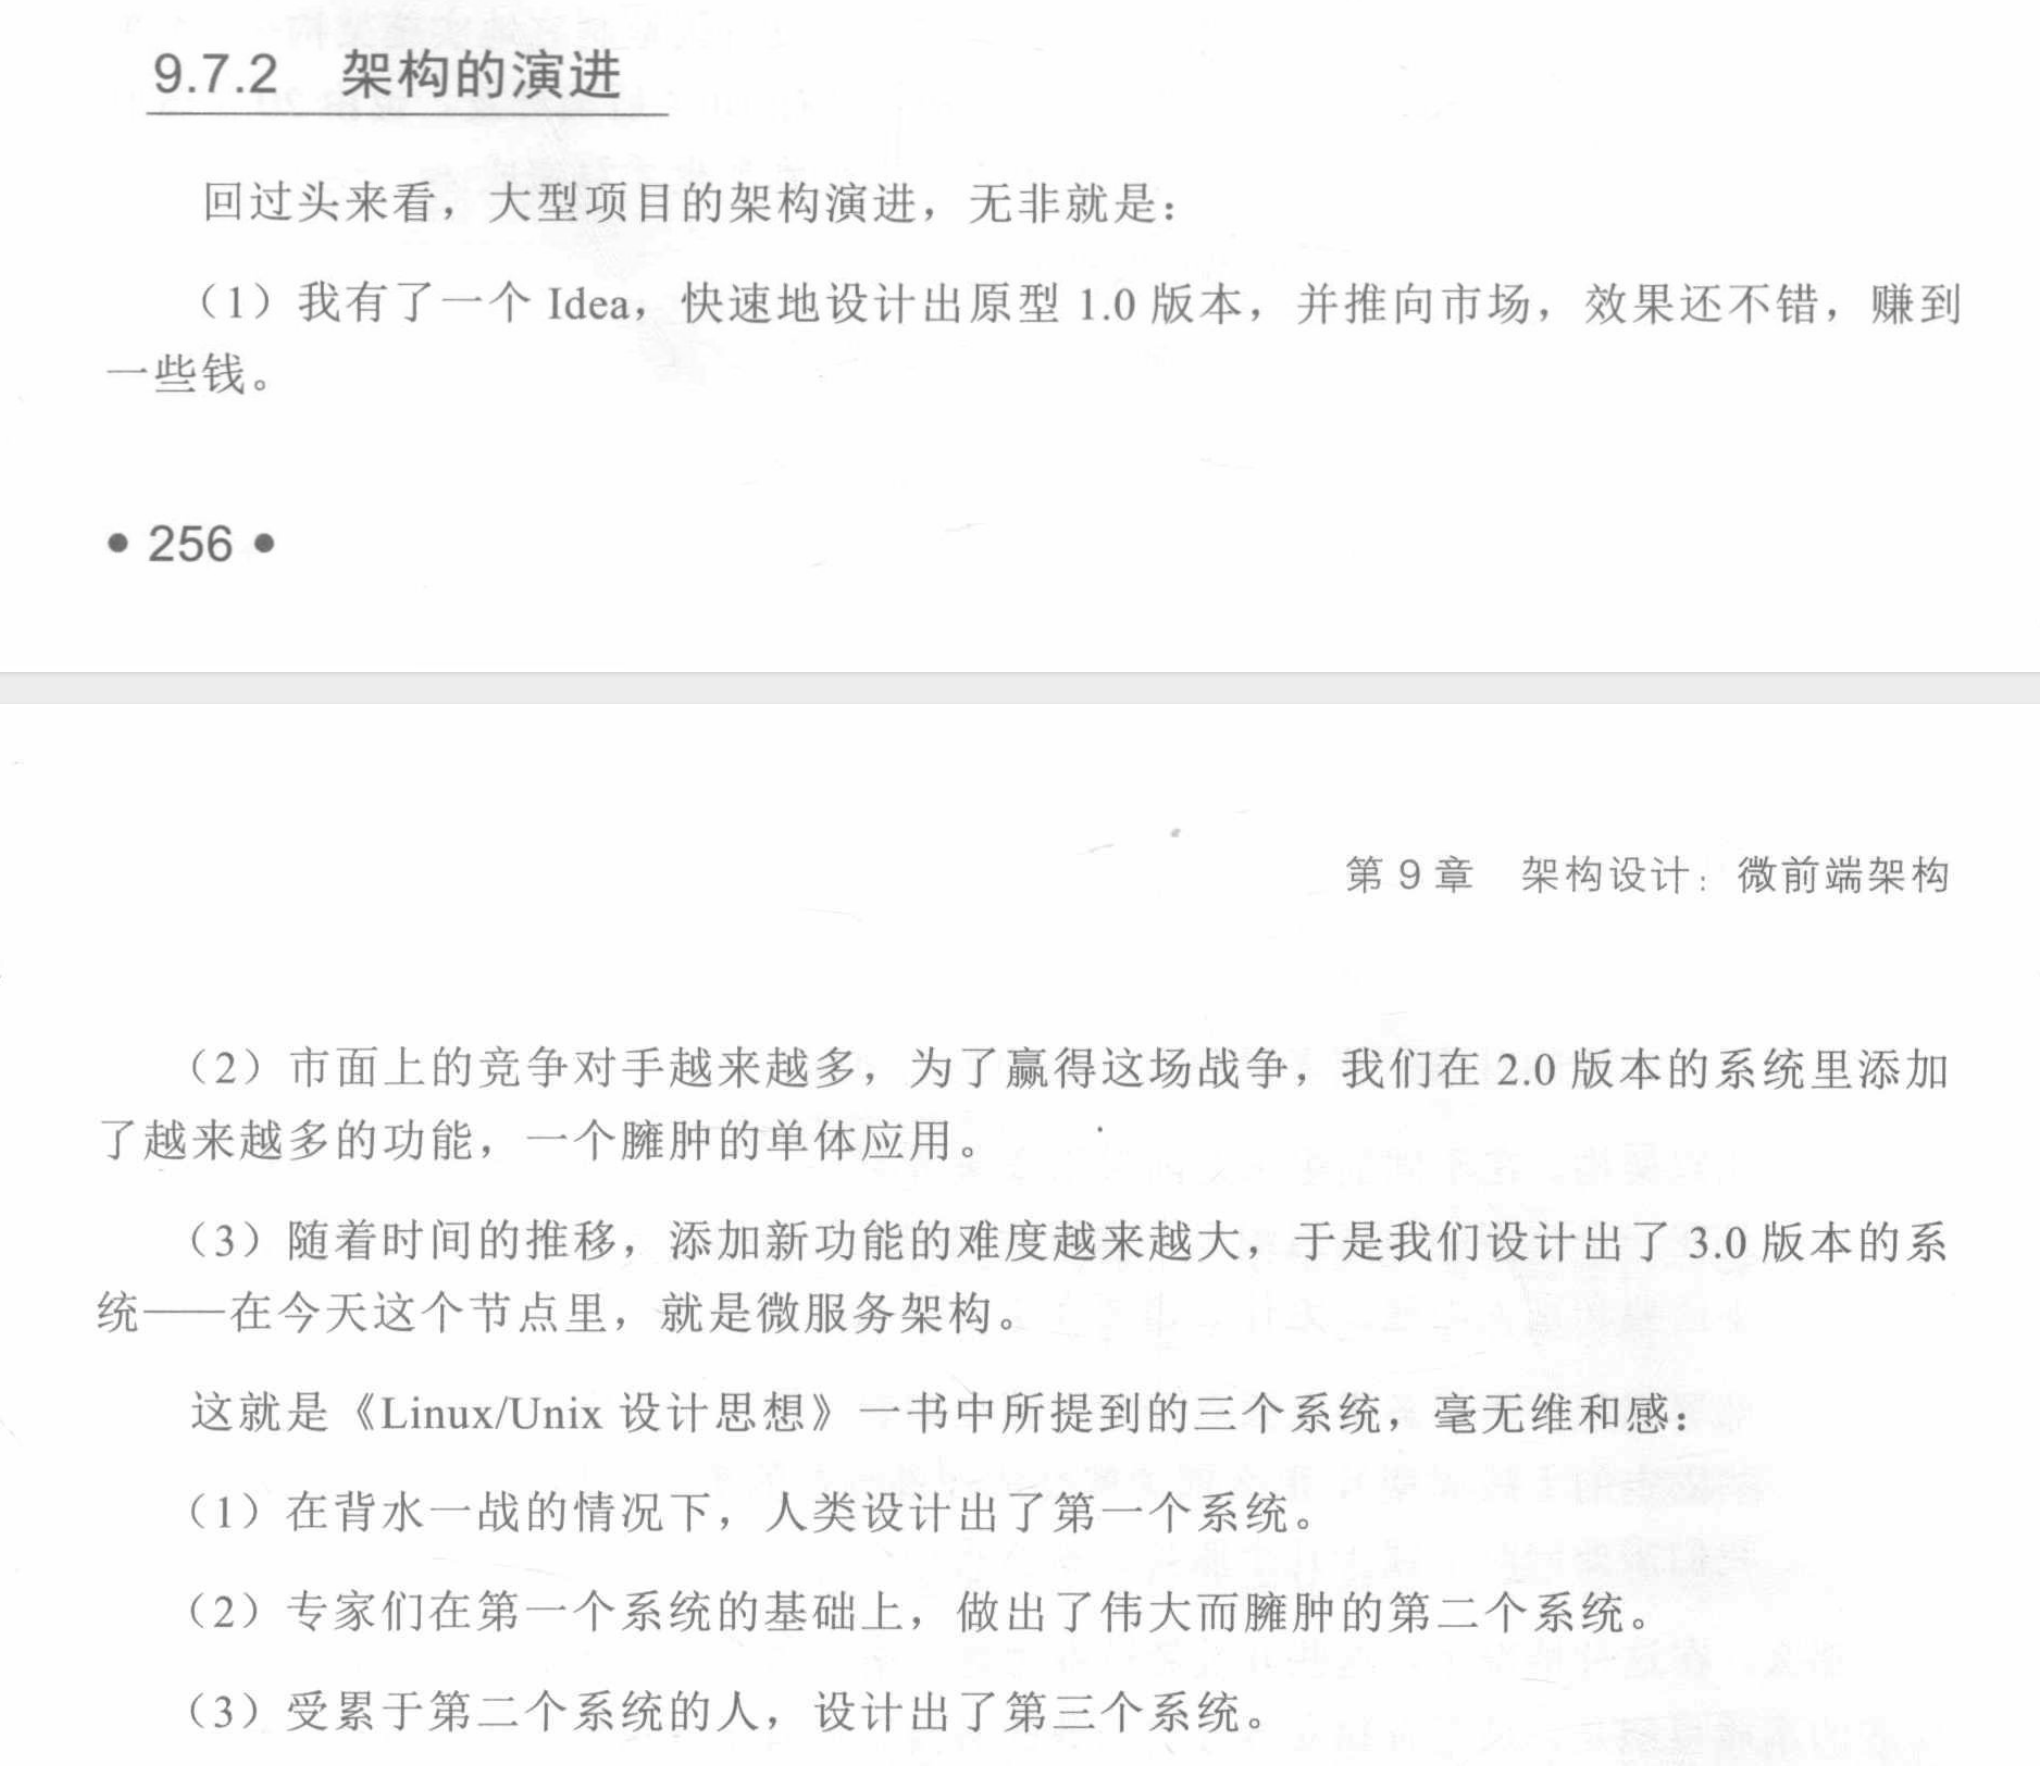 9.7.2 架构的演进
回过头来看，大型项目的架构演进，无非就是：
（1）我有了一个 Idea，快速地设计出原型 1.0 版本，并推向市场，效果还不错，赚到
一些钱。
• 256 •
第 9 章 架构设计：微前端架构
（2）市面上的竞争对手越来越多，为了赢得这场战争，我们在 2.0 版本的系统里添加
了越来越多的功能，一个臃肿的单体应用。
（3）随着时间的推移，添加新功能的难度越来越大，于是我们设计出了 3.0 版本的系
统——在今天这个节点里，就是微服务架构。
这就是《Linux/Unix 设计思想》一书中所提到的三个系统，毫无维和感：
（1）在背水一战的情况下，人类设计出了第一个系统。
（2）专家们在第一个系统的基础上，做出了伟大而臃肿的第二个系统。
（3）受累于第二个系统的人，设计出了第三个系统。